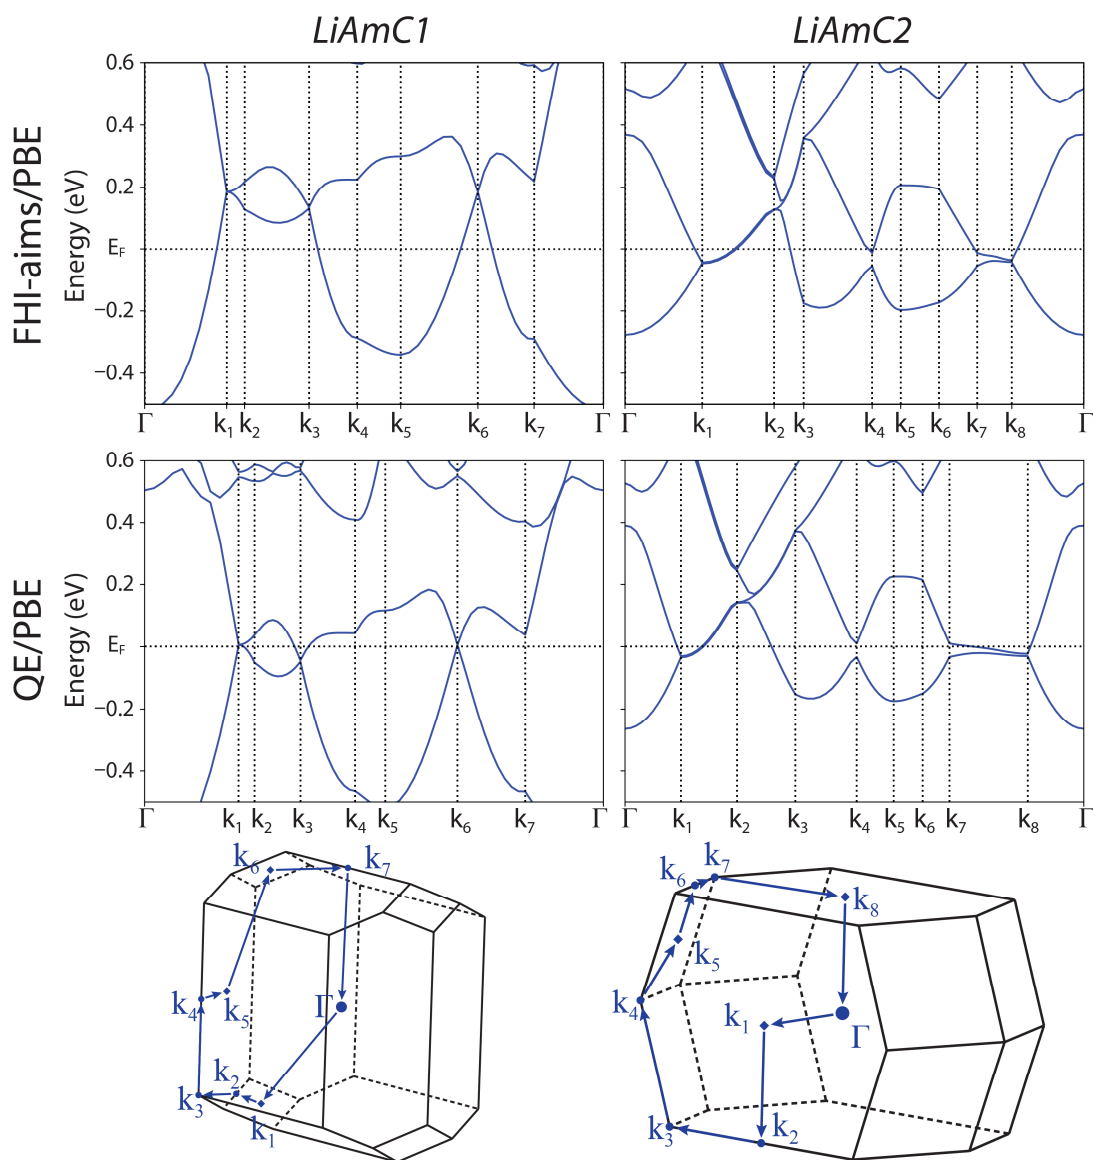 LiAmC1 LiAmC2
FHI-aims/PBE
Energy (eV)
0.6
0.4
0.2
E_F
−0.2
−0.4
Γ k₁ k₂ k₃ k₄ k₅ k₆ k₇ Γ
Γ k₁ k₂ k₃ k₄ k₅ k₆ k₇ k₈ Γ
QE/PBE
Energy (eV)
0.6
0.4
0.2
E_F
−0.2
−0.4
Γ k₁ k₂ k₃ k₄ k₅ k₆ k₇ Γ
Γ k₁ k₂ k₃ k₄ k₅ k₆ k₇ k₈ Γ
k₆ k₇
k₄ k₅ Γ
k₃ k₂ k₁
k₆ k₇ k₈
k₅
k₄ k₁ Γ
k₃ k₂